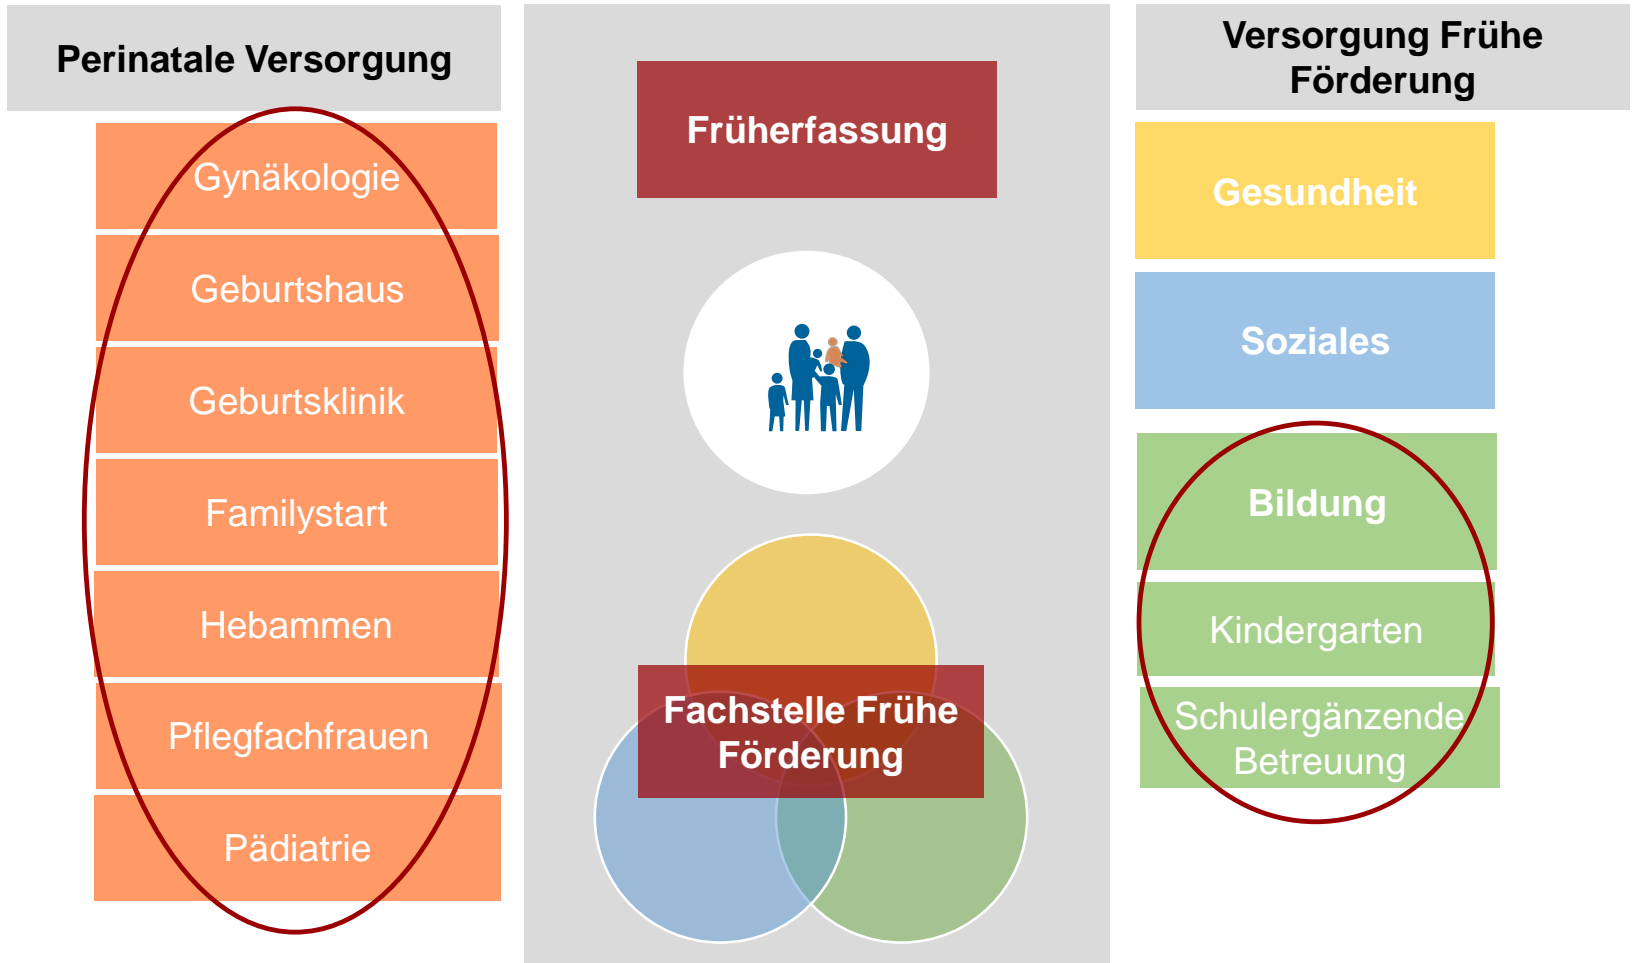 Perinatale Versorgung
Gynäkologie
Geburtshaus
Geburtsklinik
Familystart
Hebammen
Pflegfachfrauen
Pädiatrie
Früherfassung
Fachstelle Frühe
Förderung
Versorgung Frühe
Förderung
Gesundheit
Soziales
Bildung
Kindergarten
Schulergänzende
Betreuung